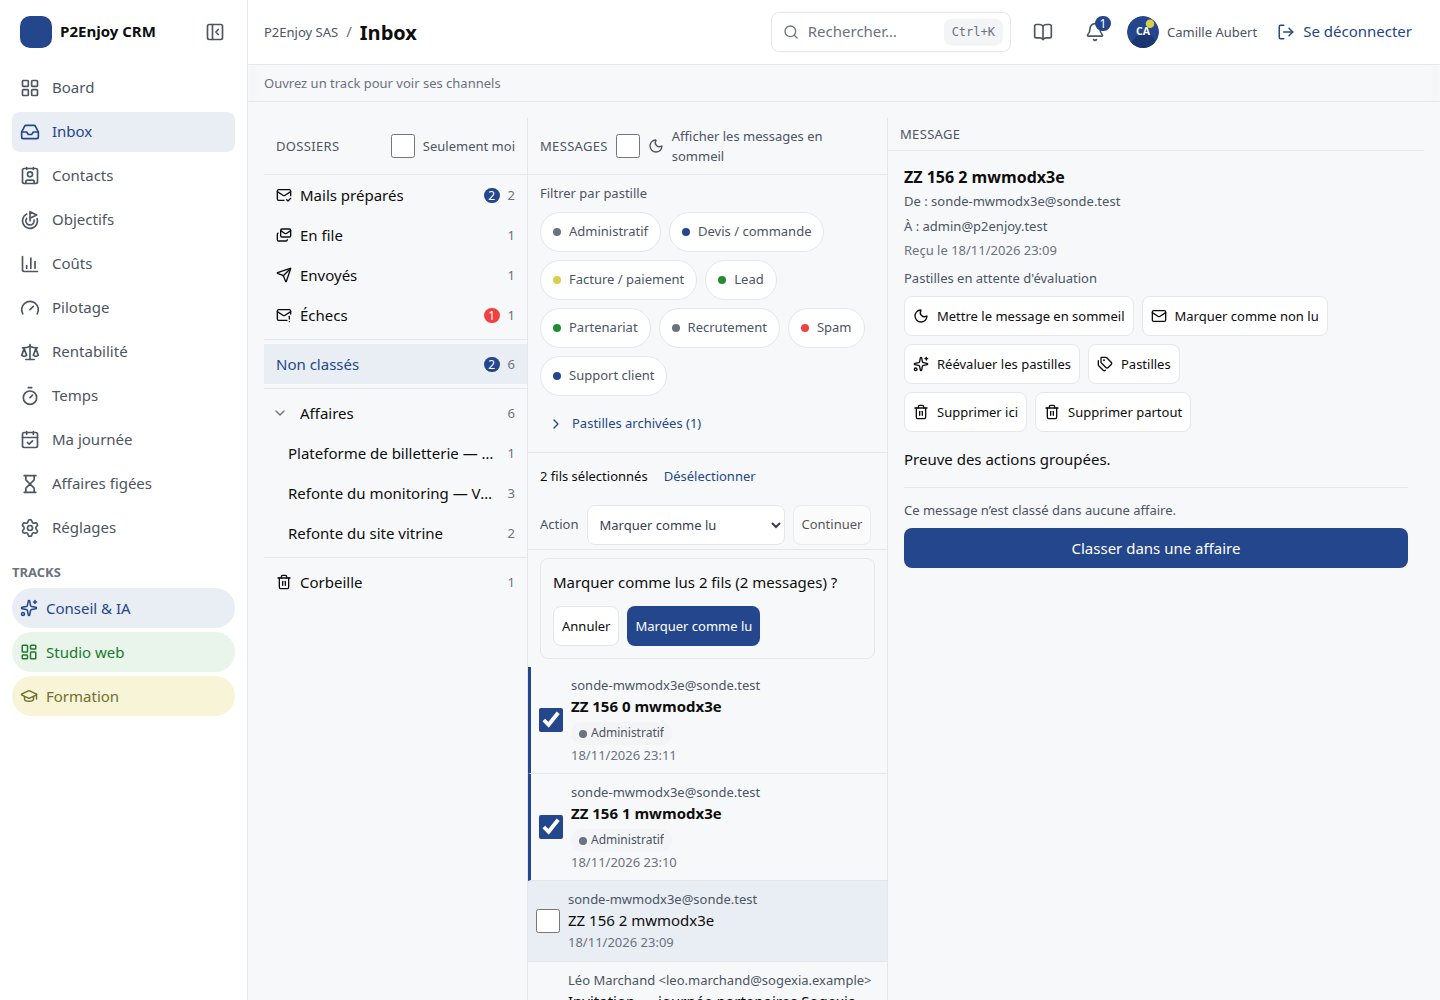 P2Enjoy CRM
Board
Inbox
Contacts
Objectifs
Coûts
Pilotage
Rentabilité
Temps
Ma journée
Affaires figées
Réglages
TRACKS
Conseil & IA
Studio web
Formation
P2Enjoy SAS / Inbox
Rechercher... Ctrl+K
1
CA Camille Aubert
Se déconnecter
Ouvrez un track pour voir ses channels
DOSSIERS Seulement moi
Mails préparés 2 2
En file 1
Envoyés 1
Échecs 1 1
Non classés 2 6
Affaires 6
Plateforme de billetterie — ... 1
Refonte du monitoring — V... 3
Refonte du site vitrine 2
Corbeille 1
MESSAGES Afficher les messages en
sommeil
Filtrer par pastille
Administratif Devis / commande
Facture / paiement Lead
Partenariat Recrutement Spam
Support client
Pastilles archivées (1)
2 fils sélectionnés Désélectionner
Action Marquer comme lu Continuer
Marquer comme lus 2 fils (2 messages) ?
Annuler Marquer comme lu
sonde-mwmodx3e@sonde.test
ZZ 156 0 mwmodx3e
Administratif
18/11/2026 23:11
sonde-mwmodx3e@sonde.test
ZZ 156 1 mwmodx3e
Administratif
18/11/2026 23:10
sonde-mwmodx3e@sonde.test
ZZ 156 2 mwmodx3e
18/11/2026 23:09
Léo Marchand <leo.marchand@sogexia.example>
Invitation — journée partenaires Sogexia
MESSAGE
ZZ 156 2 mwmodx3e
De : sonde-mwmodx3e@sonde.test
À : admin@p2enjoy.test
Reçu le 18/11/2026 23:09
Pastilles en attente d'évaluation
Mettre le message en sommeil Marquer comme non lu
Réévaluer les pastilles Pastilles
Supprimer ici Supprimer partout
Preuve des actions groupées.
Ce message n’est classé dans aucune affaire.
Classer dans une affaire